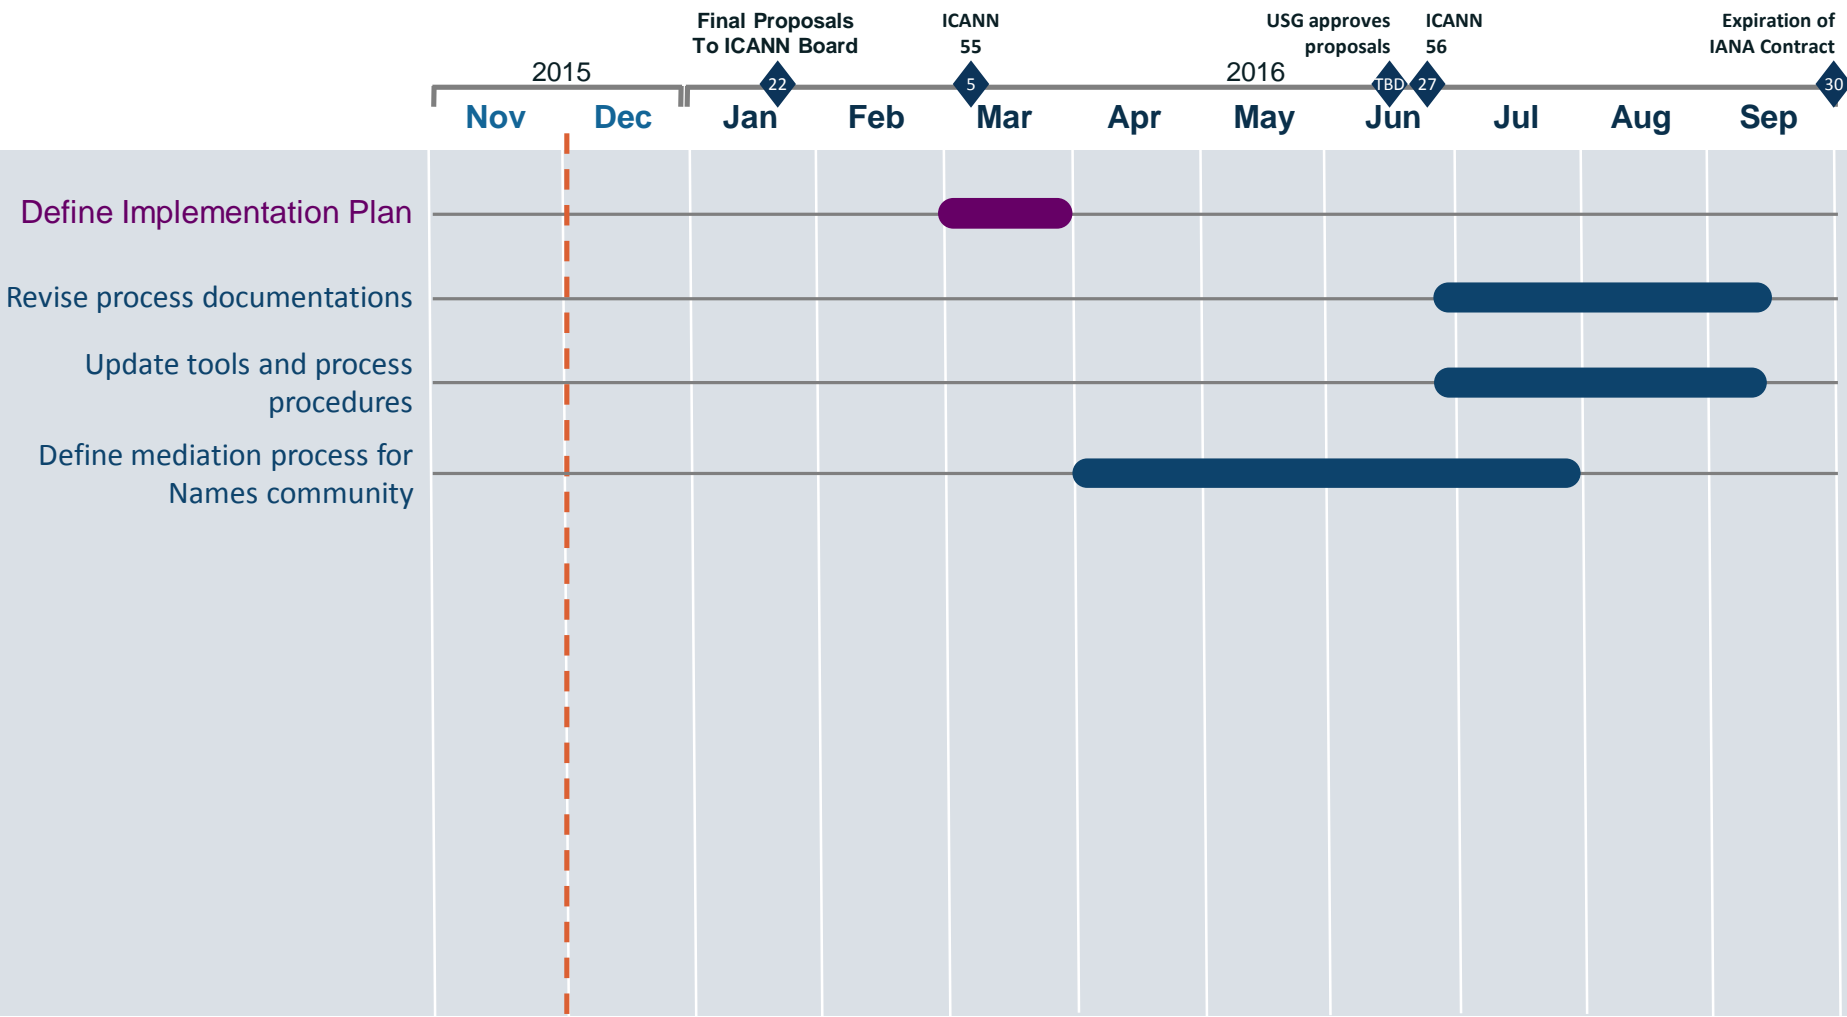 Final Proposals
To ICANN Board
ICANN
55
USG approves
proposals
ICANN
56
Expiration of
IANA Contract
2015
2016
22
5
TBD
27
30
Nov
Dec
Jan
Feb
Mar
Apr
May
Jun
Jul
Aug
Sep
Define Implementation Plan
Revise process documentations
Update tools and process
procedures
Define mediation process for
Names community